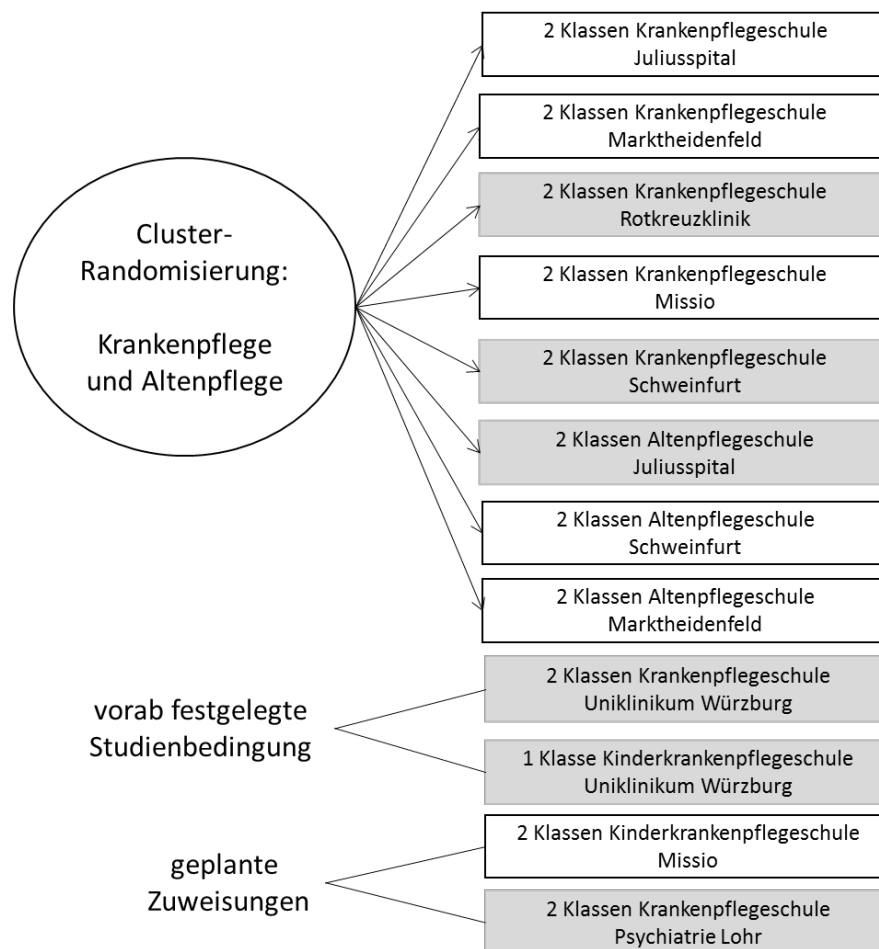 2 Klassen Krankenpflegeschule
Juliusspital
2 Klassen Krankenpflegeschule
Marktheidenfeld
2 Klassen Krankenpflegeschule
Rotkreuzklinik
Cluster-
Randomisierung:
Krankenpflege
und Altenpflege
2 Klassen Krankenpflegeschule
Missio
2 Klassen Krankenpflegeschule
Schweinfurt
2 Klassen Altenpflegeschule
Juliusspital
2 Klassen Altenpflegeschule
Schweinfurt
2 Klassen Altenpflegeschule
Marktheidenfeld
vorab festgelegte
Studienbedingung
2 Klassen Krankenpflegeschule
Uniklinikum Würzburg
1 Klasse Kinderkrankenpflegeschule
Uniklinikum Würzburg
geplante
Zuweisungen
2 Klassen Kinderkrankenpflegeschule
Missio
2 Klassen Krankenpflegeschule
Psychiatrie Lohr